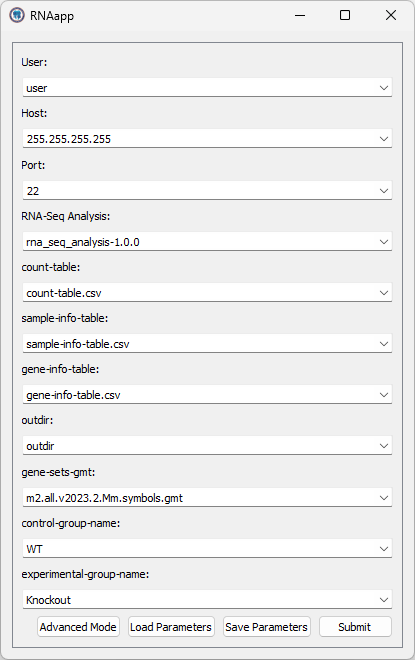 RNAapp
User:
user
Host:
255.255.255.255
Port:
22
RNA-Seq Analysis:
rna_seq_analysis-1.0.0
count-table:
count-table.csv
sample-info-table:
sample-info-table.csv
gene-info-table:
gene-info-table.csv
outdir:
outdir
gene-sets-gmt:
m2.all.v2023.2.Mm.symbols.gmt
control-group-name:
WT
experimental-group-name:
Knockout
Advanced Mode Load Parameters Save Parameters Submit